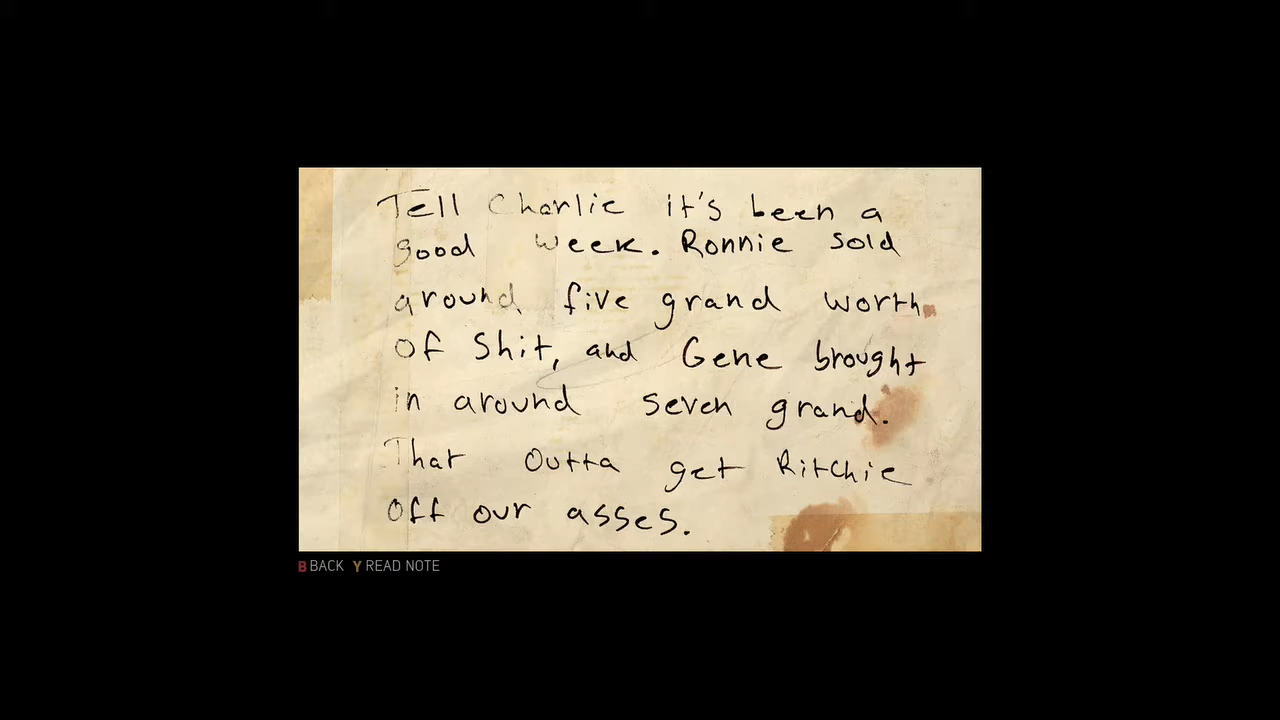 Tell Charlie it's been a
good week. Ronnie sold
around five grand worth
of Shit, and Gene brought
in around seven grand.
That Outta get Ritchie
Off our asses.
B BACK Y READ NOTE